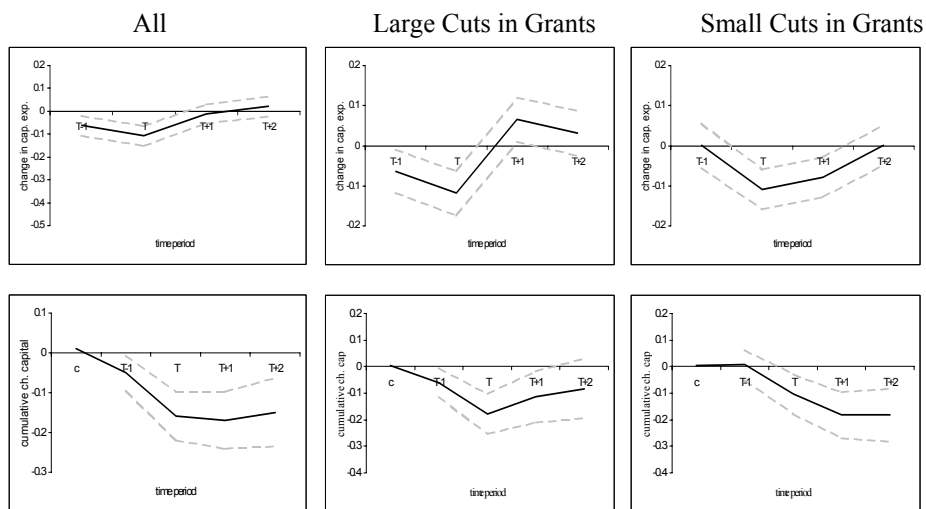 All Large Cuts in Grants Small Cuts in Grants
0.2 0.1 0 -0.1 -0.2 -0.3 -0.4 -0.5
change in cap. exp.
T-1 T T+1 T+2
time period
0.2 0.1 0 -0.1 -0.2
change in cap. exp.
T-1 T T+1 T+2
time period
0.2 0.1 0 -0.1 -0.2
change in cap. exp.
T-1 T T+1 T+2
time period
0.1 0 -0.1 -0.2 -0.3
cumulative ch. capital
c T-1 T T+1 T+2
time period
0.2 0.1 0 -0.1 -0.2 -0.3 -0.4
cumulative ch. cap
c T-1 T T+1 T+2
time period
0.2 0.1 0 -0.1 -0.2 -0.3 -0.4
cumulative ch. cap
c T-1 T T+1 T+2
time period